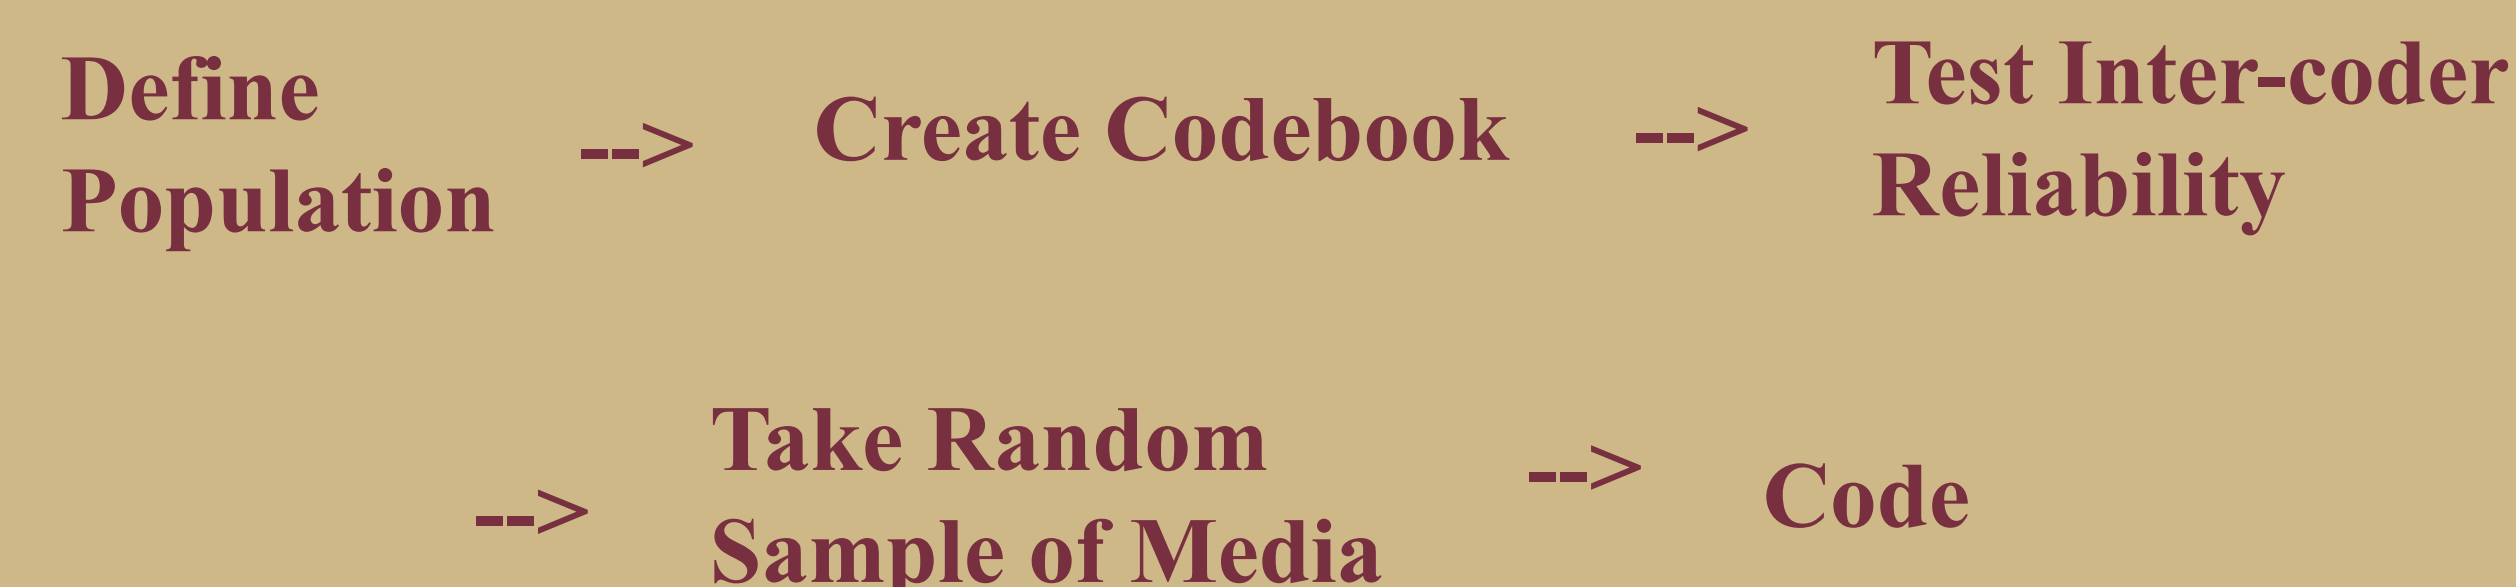 Define
Population
-->
Create Codebook
-->
Test Inter-coder
Reliability
-->
Take Random
Sample of Media
-->
Code